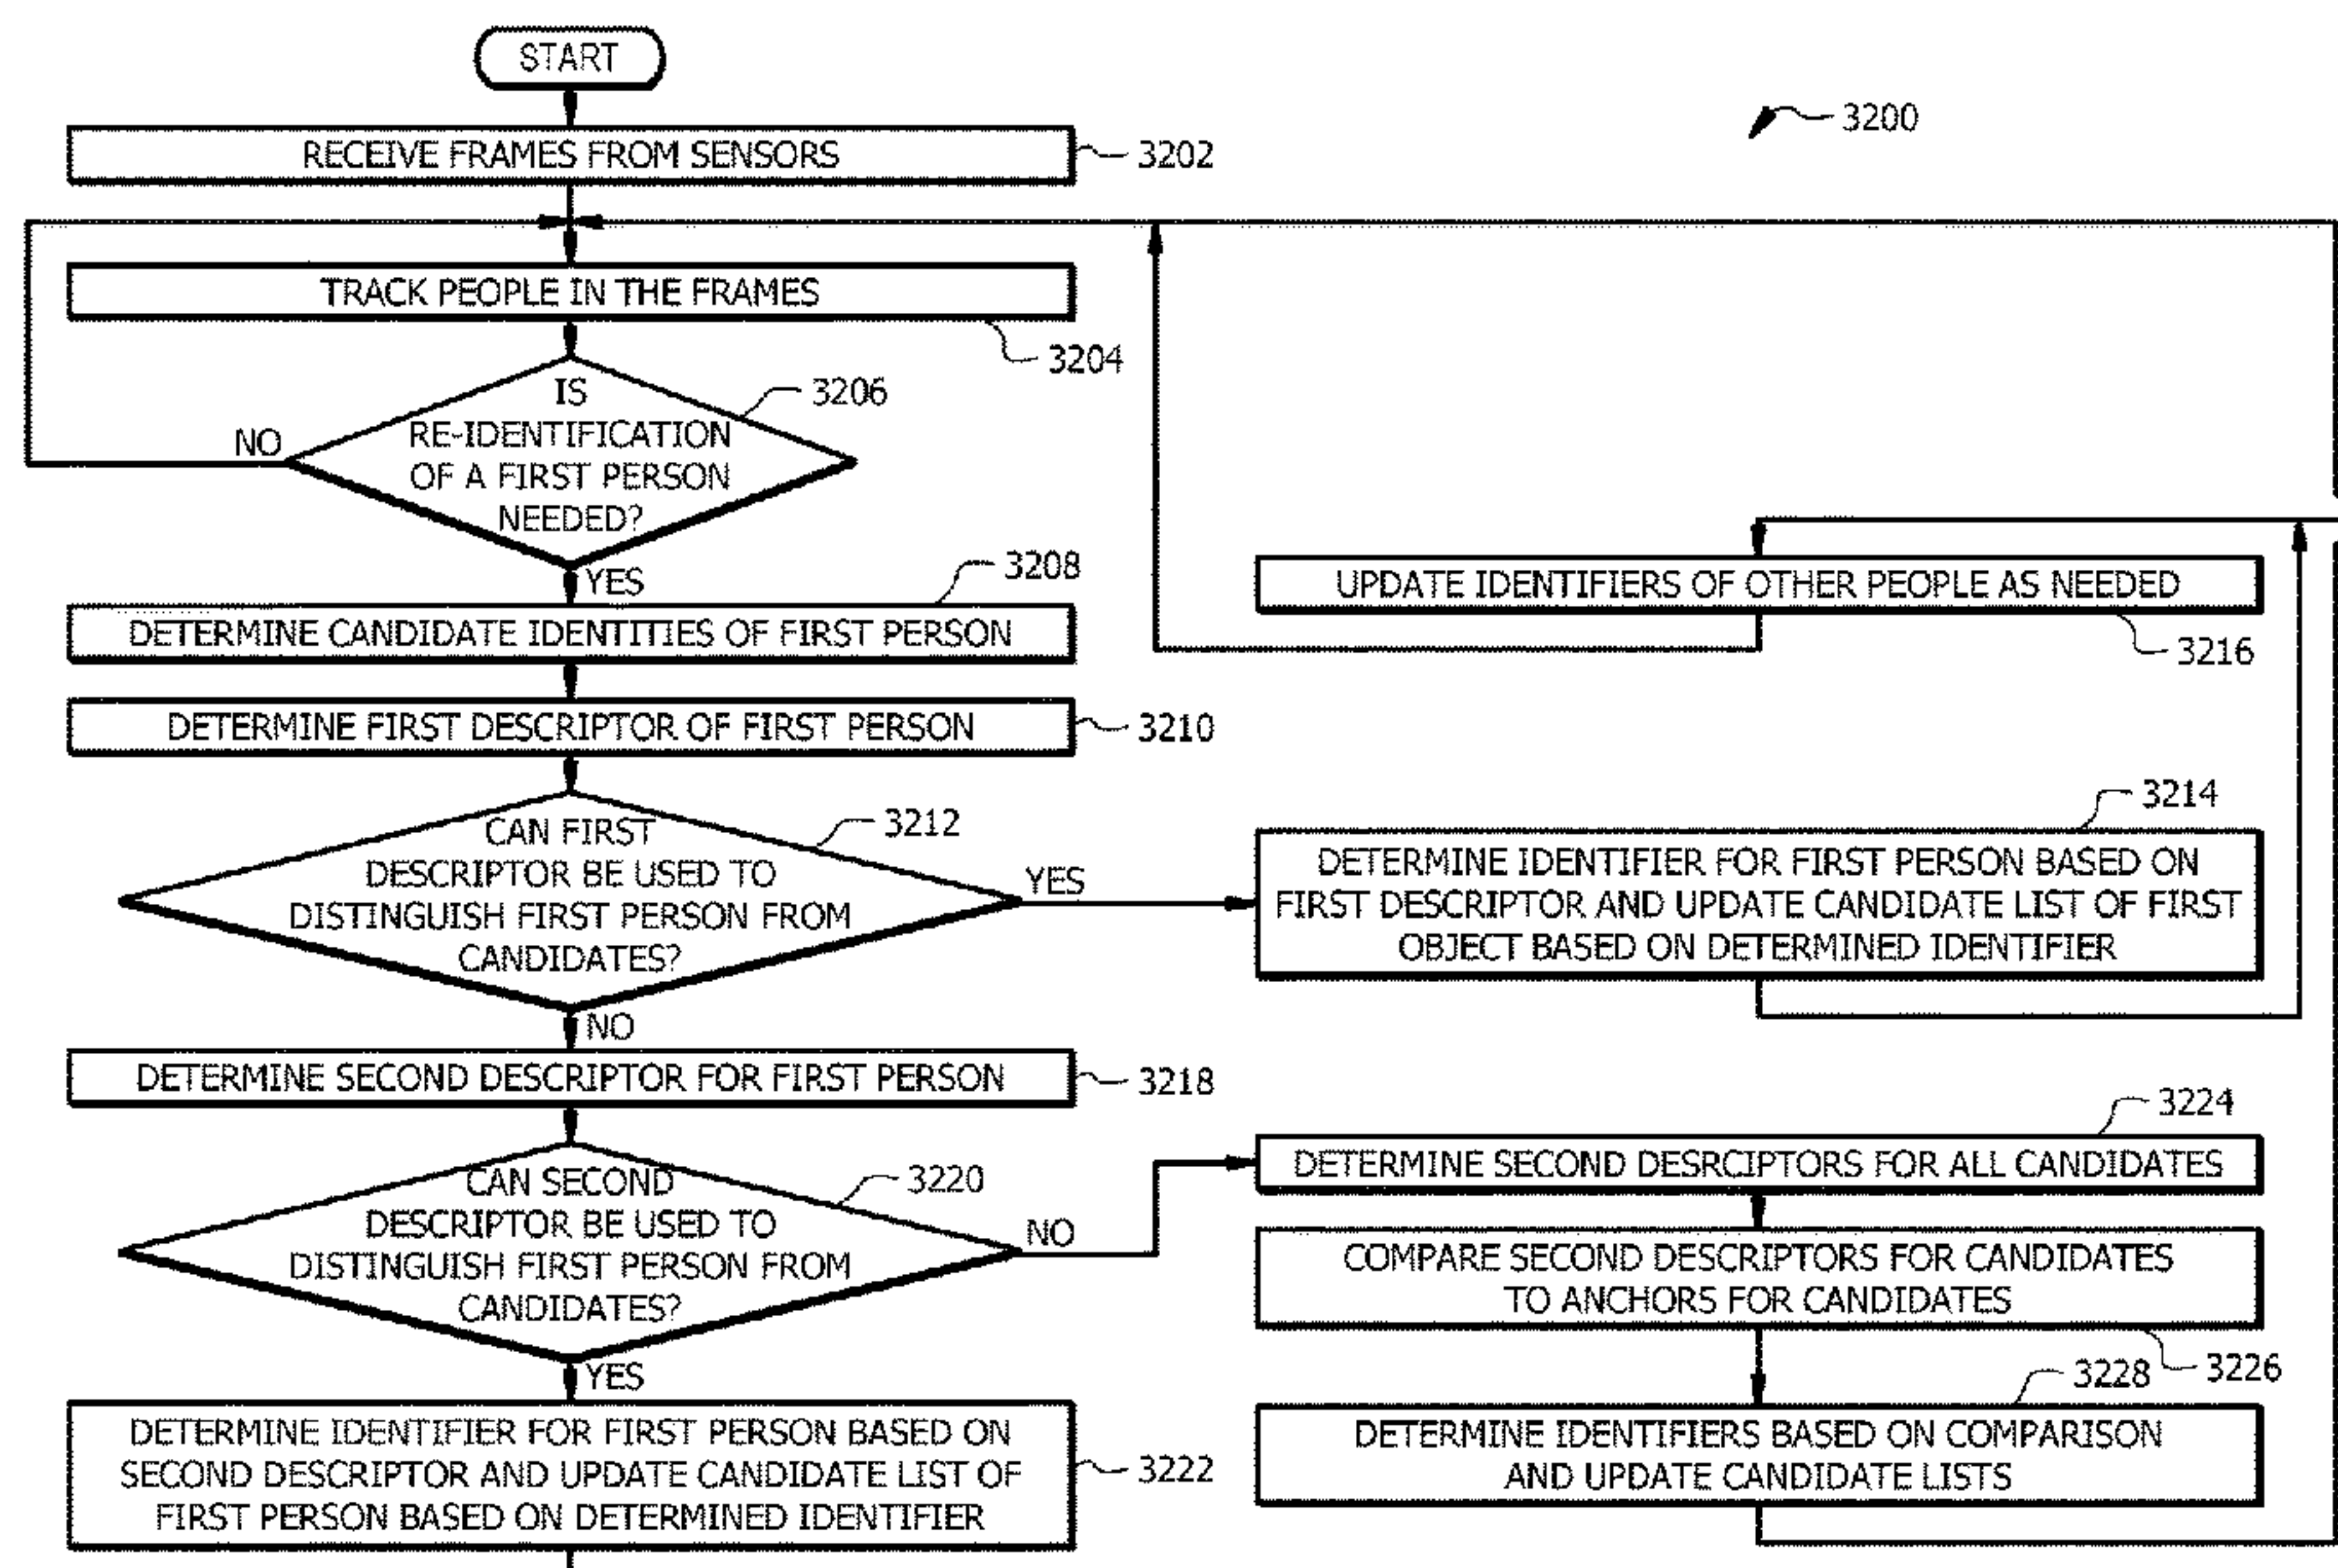 START
3200
RECEIVE FRAMES FROM SENSORS
3202
TRACK PEOPLE IN THE FRAMES
3204
IS
RE-IDENTIFICATION
OF A FIRST PERSON
NEEDED?
3206
NO
YES
3208
DETERMINE CANDIDATE IDENTITIES OF FIRST PERSON
UPDATE IDENTIFIERS OF OTHER PEOPLE AS NEEDED
3216
DETERMINE FIRST DESCRIPTOR OF FIRST PERSON
3210
CAN FIRST
DESCRIPTOR BE USED TO
DISTINGUISH FIRST PERSON FROM
CANDIDATES?
3212
YES
NO
3214
DETERMINE IDENTIFIER FOR FIRST PERSON BASED ON
FIRST DESCRIPTOR AND UPDATE CANDIDATE LIST OF FIRST
OBJECT BASED ON DETERMINED IDENTIFIER
DETERMINE SECOND DESCRIPTOR FOR FIRST PERSON
3218
CAN SECOND
DESCRIPTOR BE USED TO
DISTINGUISH FIRST PERSON FROM
CANDIDATES?
3220
NO
YES
3224
DETERMINE SECOND DESRCIPTORS FOR ALL CANDIDATES
COMPARE SECOND DESCRIPTORS FOR CANDIDATES
TO ANCHORS FOR CANDIDATES
3226
3228
DETERMINE IDENTIFIERS BASED ON COMPARISON
AND UPDATE CANDIDATE LISTS
DETERMINE IDENTIFIER FOR FIRST PERSON BASED ON
SECOND DESCRIPTOR AND UPDATE CANDIDATE LIST OF
FIRST PERSON BASED ON DETERMINED IDENTIFIER
3222